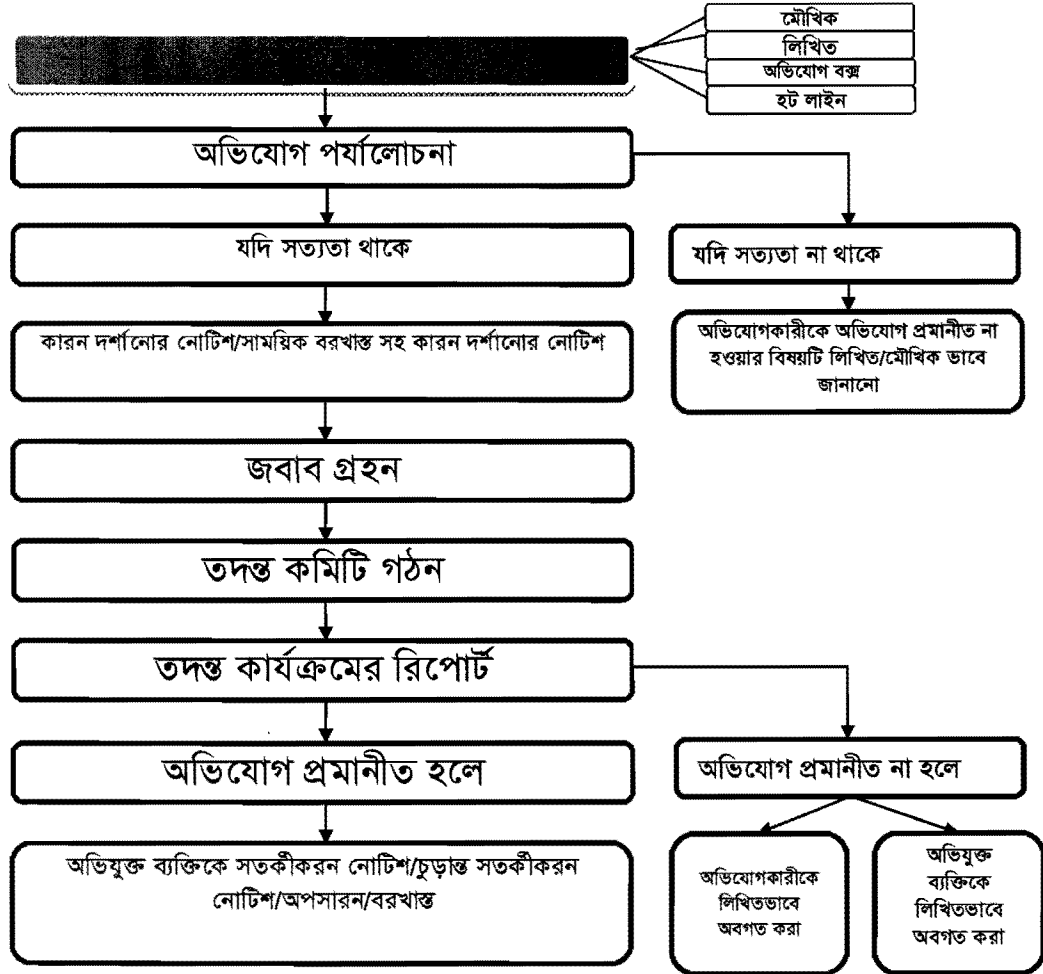 মৌখিক
লিখিত
অভিযোগ বক্স
হট লাইন
অভিযোগ পর্যালোচনা
যদি সত্যতা থাকে
যদি সত্যতা না থাকে
কারন দর্শানোর নোটিশ/সাময়িক বরখাস্ত সহ কারন দর্শানোর নোটিশ
অভিযোগকারীকে অভিযোগ প্রমানীত না
হওয়ার বিষয়টি লিখিত/মৌখিক ভাবে
জানানো
জবাব গ্রহন
তদন্ত কমিটি গঠন
তদন্ত কার্যক্রমের রিপোর্ট
অভিযোগ প্রমানীত হলে
অভিযোগ প্রমানীত না হলে
অভিযুক্ত ব্যক্তিকে সতর্কীকরন নোটিশ/চুড়ান্ত সতর্কীকরন
নোটিশ/অপসারন/বরখাস্ত
অভিযোগকারীকে
লিখিতভাবে
অবগত করা
অভিযুক্ত
ব্যক্তিকে
লিখিতভাবে
অবগত করা